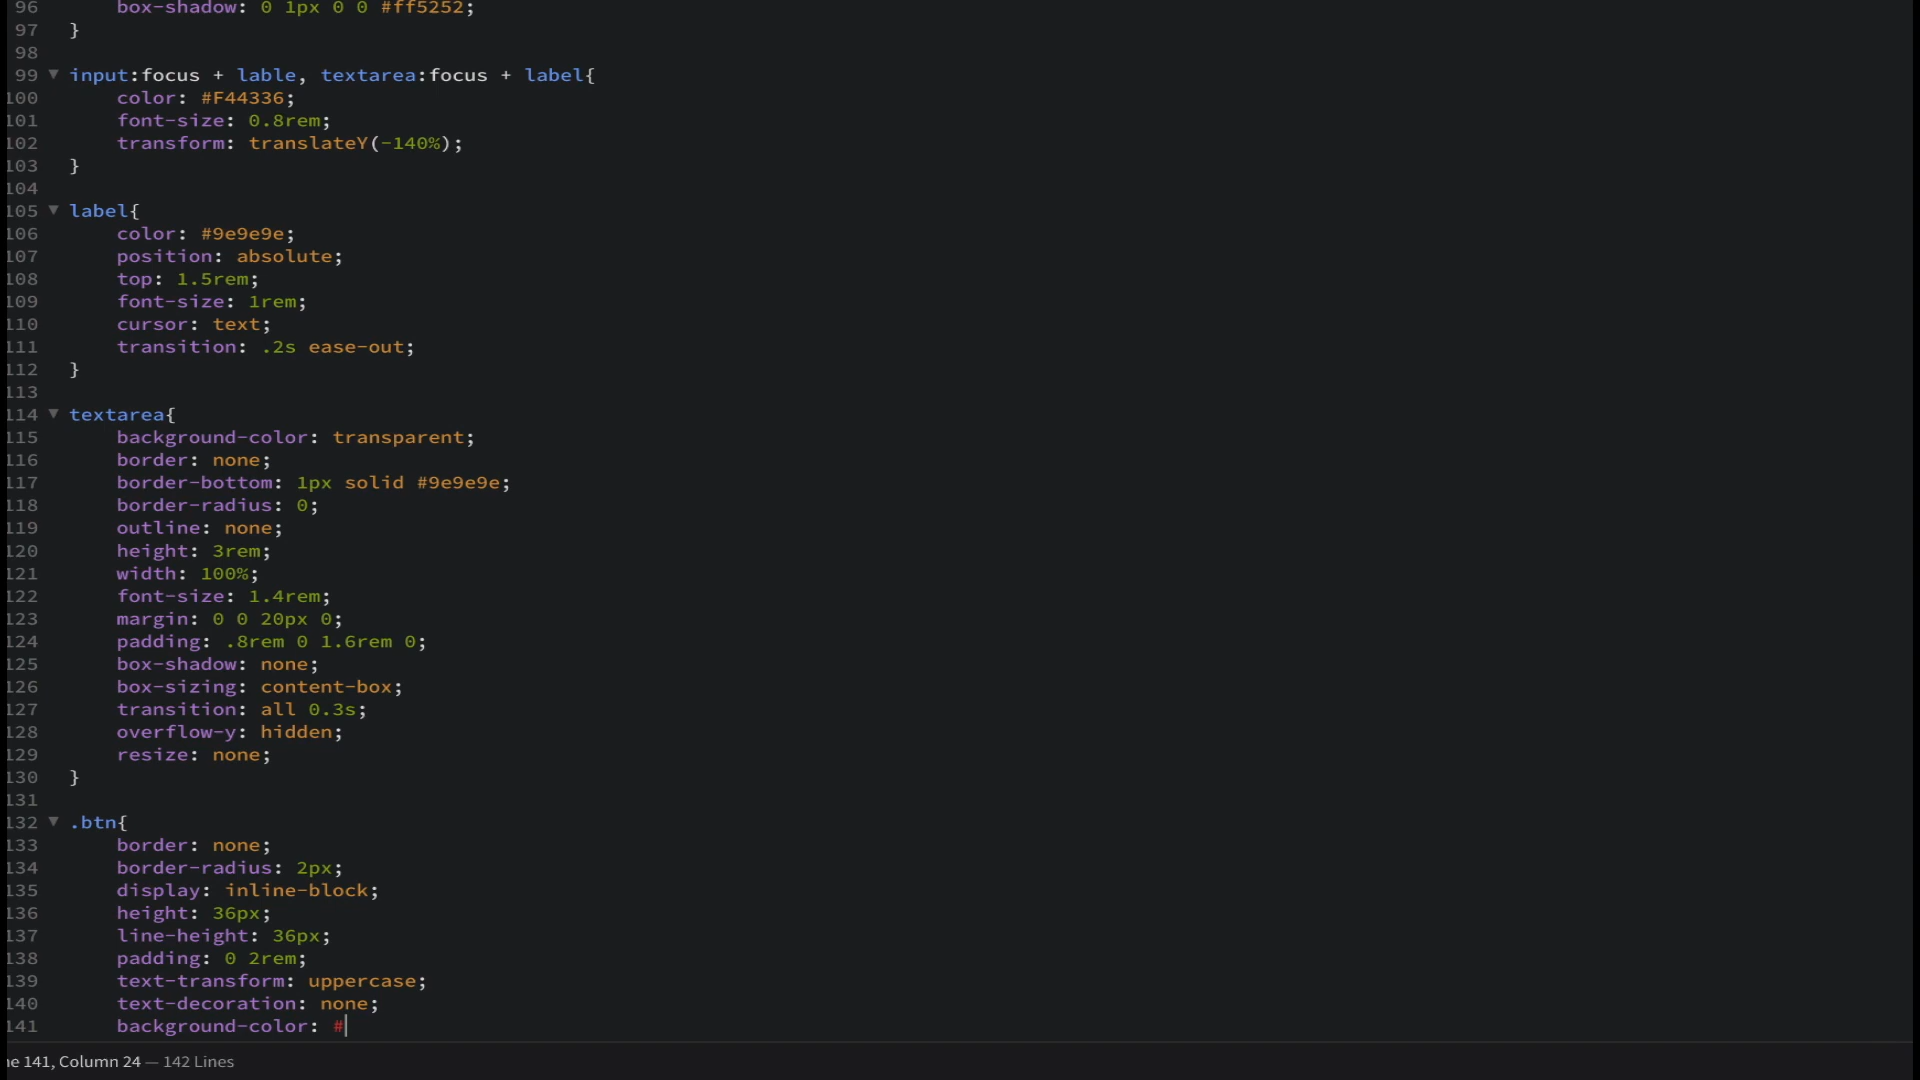 96 box-shadow: 0 1px 0 0 #ff5252;
97 }
98
99 ▼ input:focus + lable, textarea:focus + label{
100 color: #F44336;
101 font-size: 0.8rem;
102 transform: translateY(-140%);
103 }
104
105 ▼ label{
106 color: #9e9e9e;
107 position: absolute;
108 top: 1.5rem;
109 font-size: 1rem;
110 cursor: text;
111 transition: .2s ease-out;
112 }
113
114 ▼ textarea{
115 background-color: transparent;
116 border: none;
117 border-bottom: 1px solid #9e9e9e;
118 border-radius: 0;
119 outline: none;
120 height: 3rem;
121 width: 100%;
122 font-size: 1.4rem;
123 margin: 0 0 20px 0;
124 padding: .8rem 0 1.6rem 0;
125 box-shadow: none;
126 box-sizing: content-box;
127 transition: all 0.3s;
128 overflow-y: hidden;
129 resize: none;
130 }
131
132 ▼ .btn{
133 border: none;
134 border-radius: 2px;
135 display: inline-block;
136 height: 36px;
137 line-height: 36px;
138 padding: 0 2rem;
139 text-transform: uppercase;
140 text-decoration: none;
141 background-color: #
ne 141, Column 24 — 142 Lines